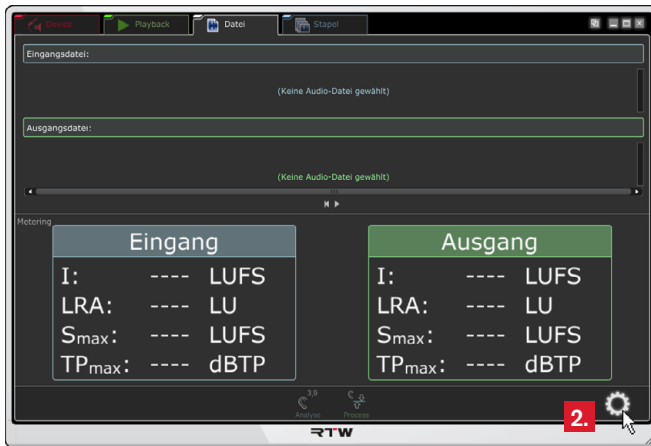 Device Playback Datei Stapel
Eingangsdatei:
(Keine Audio-Datei gewählt)
Ausgangsdatei:
(Keine Audio-Datei gewählt)
Metering
Eingang
I: ---- LUFS
LRA: ---- LU
Smax: ---- LUFS
TPmax: ---- dBTP
Ausgang
I: ---- LUFS
LRA: ---- LU
Smax: ---- LUFS
TPmax: ---- dBTP
3,6
Analyse Process
2.
RTW